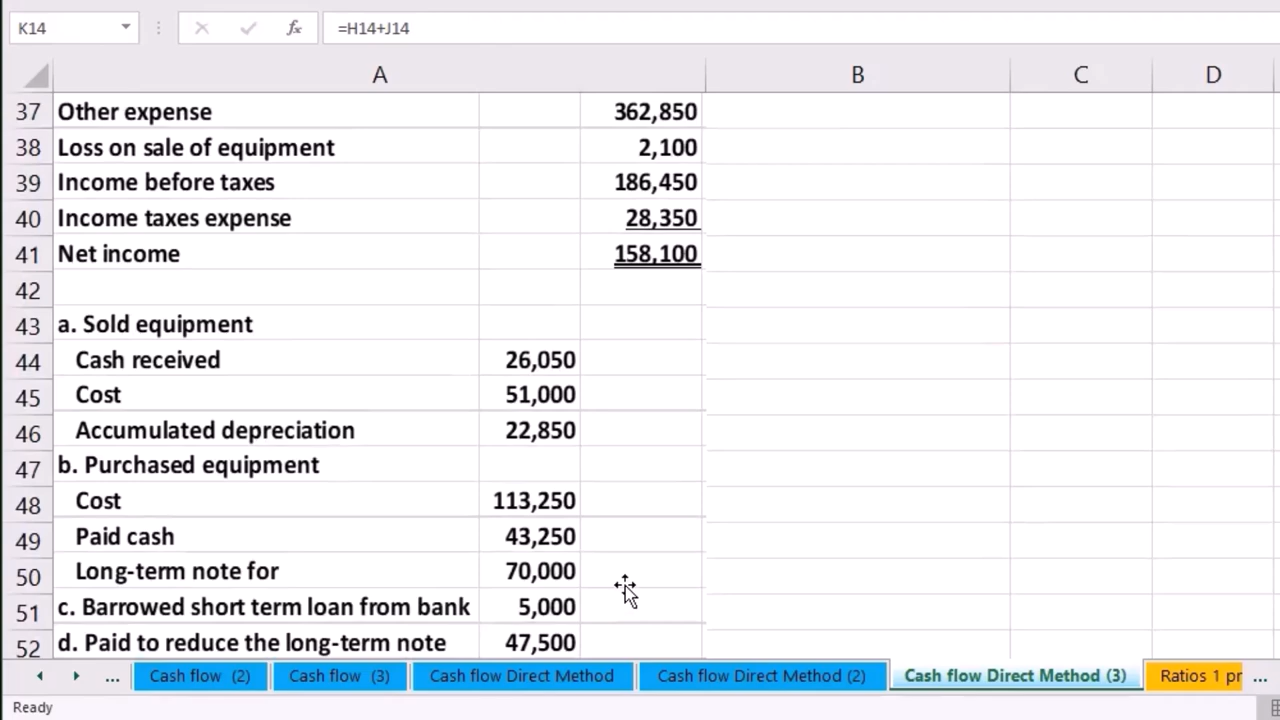 K14 fx =H14+J14
A B C D
37 Other expense 362,850
38 Loss on sale of equipment 2,100
39 Income before taxes 186,450
40 Income taxes expense 28,350
41 Net income 158,100
42
43 a. Sold equipment
44 Cash received 26,050
45 Cost 51,000
46 Accumulated depreciation 22,850
47 b. Purchased equipment
48 Cost 113,250
49 Paid cash 43,250
50 Long-term note for 70,000
51 c. Barrowed short term loan from bank 5,000
52 d. Paid to reduce the long-term note 47,500
... Cash flow (2) Cash flow (3) Cash flow Direct Method Cash flow Direct Method (2) Cash flow Direct Method (3) Ratios 1 pr ...
Ready